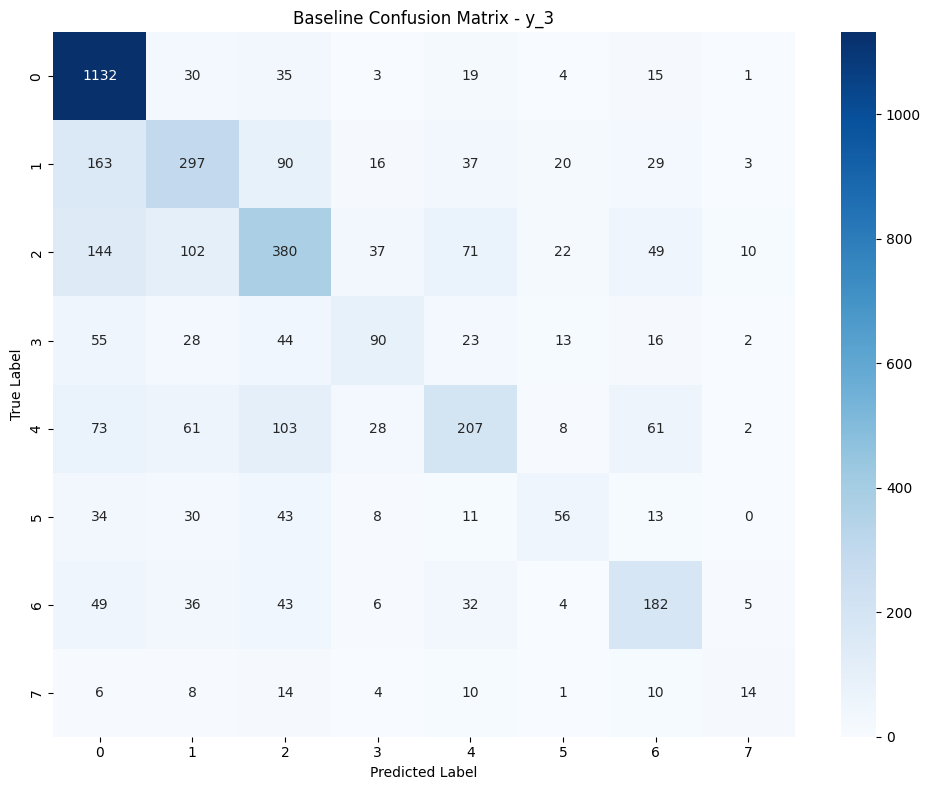 Baseline Confusion Matrix - y_3
0 1132 30 35 3 19 4 15 1
1 163 297 90 16 37 20 29 3
2 144 102 380 37 71 22 49 10
3 55 28 44 90 23 13 16 2
4 73 61 103 28 207 8 61 2
5 34 30 43 8 11 56 13 0
6 49 36 43 6 32 4 182 5
7 6 8 14 4 10 1 10 14
0 1 2 3 4 5 6 7
True Label
Predicted Label
1000
800
600
400
200
0